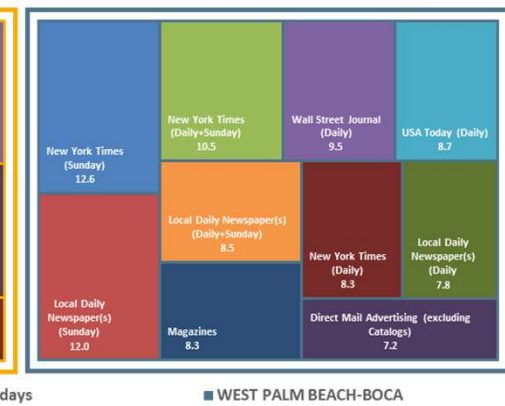 New York Times
(Sunday)
12.6
New York Times
(Daily+Sunday)
10.5
Wall Street Journal
(Daily)
9.5
USA Today (Daily)
8.7
Local Daily Newspaper(s)
(Daily+Sunday)
8.5
New York Times
(Daily)
8.3
Local Daily
Newspaper(s)
(Daily
7.8
Local Daily
Newspaper(s)
(Sunday)
12.0
Magazines
8.3
Direct Mail Advertising (excluding
Catalogs)
7.2
days
WEST PALM BEACH-BOCA